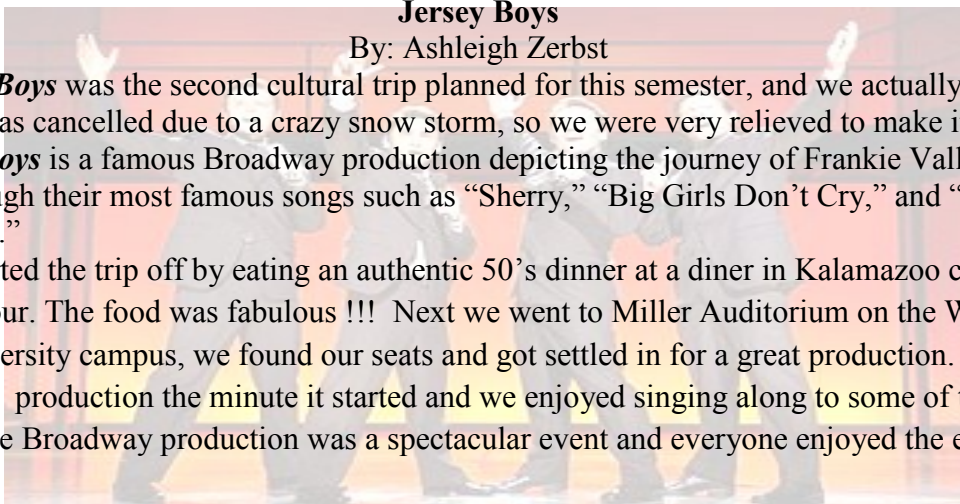 Jersey Boys
By: Ashleigh Zerbst
Boys was the second cultural trip planned for this semester, and we actually
as cancelled due to a crazy snow storm, so we were very relieved to make i
oys is a famous Broadway production depicting the journey of Frankie Vall
gh their most famous songs such as “Sherry,” “Big Girls Don’t Cry,” and “
.”
ted the trip off by eating an authentic 50’s dinner at a diner in Kalamazoo c
ur. The food was fabulous !!! Next we went to Miller Auditorium on the W
ersity campus, we found our seats and got settled in for a great production.
production the minute it started and we enjoyed singing along to some of t
e Broadway production was a spectacular event and everyone enjoyed the e